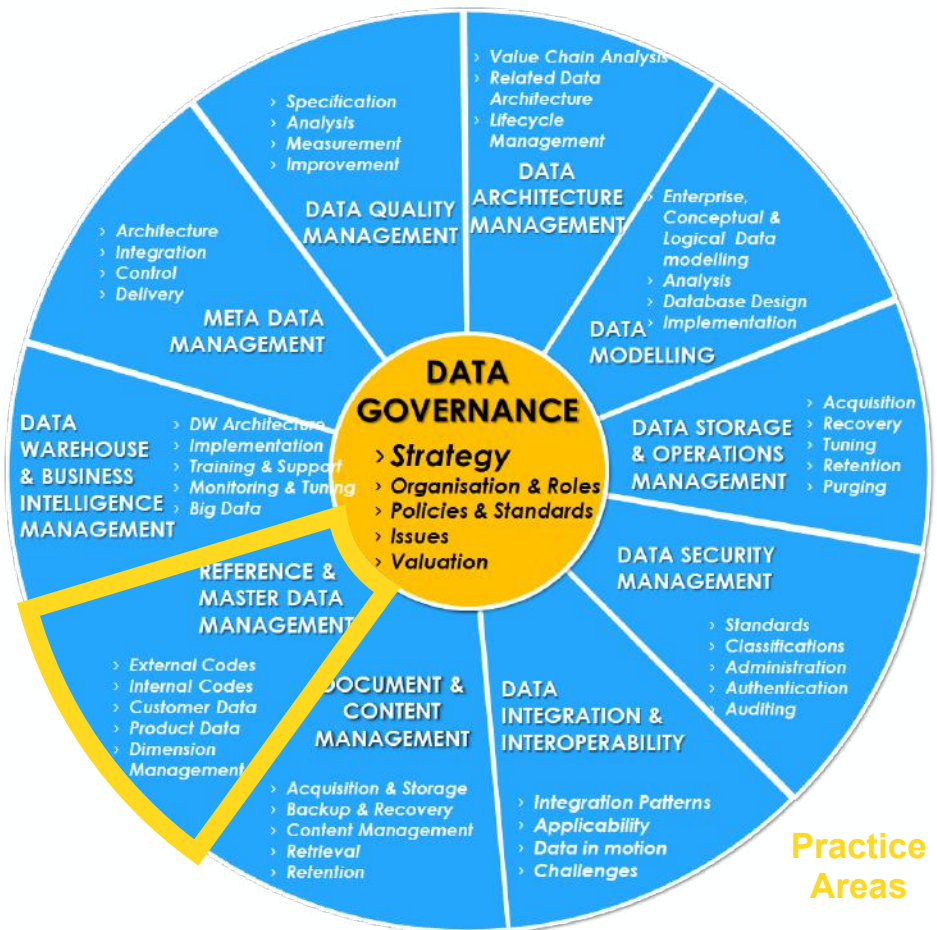 › Value Chain Analysis
› Related Data
Architecture
› Lifecycle
Management
DATA
ARCHITECTURE
MANAGEMENT
› Enterprise,
Conceptual &
Logical Data
modelling
› Analysis
› Database Design
› Implementation
DATA
MODELLING
› Acquisition
› Recovery
› Tuning
› Retention
› Purging
DATA STORAGE
& OPERATIONS
MANAGEMENT
DATA SECURITY
MANAGEMENT
› Standards
› Classifications
› Administration
› Authentication
› Auditing
DATA
INTEGRATION &
INTEROPERABILITY
› Integration Patterns
› Applicability
› Data in motion
› Challenges
DOCUMENT &
CONTENT
MANAGEMENT
› Acquisition & Storage
› Backup & Recovery
› Content Management
› Retrieval
› Retention
REFERENCE &
MASTER DATA
MANAGEMENT
› External Codes
› Internal Codes
› Customer Data
› Product Data
› Dimension
Management
DATA
WAREHOUSE
& BUSINESS
INTELLIGENCE
MANAGEMENT
› DW Architecture
› Implementation
› Training & Support
› Monitoring & Tuning
› Big Data
› Architecture
› Integration
› Control
› Delivery
META DATA
MANAGEMENT
› Specification
› Analysis
› Measurement
› Improvement
DATA QUALITY
MANAGEMENT
DATA
GOVERNANCE
› Strategy
› Organisation & Roles
› Policies & Standards
› Issues
› Valuation
Practice
Areas